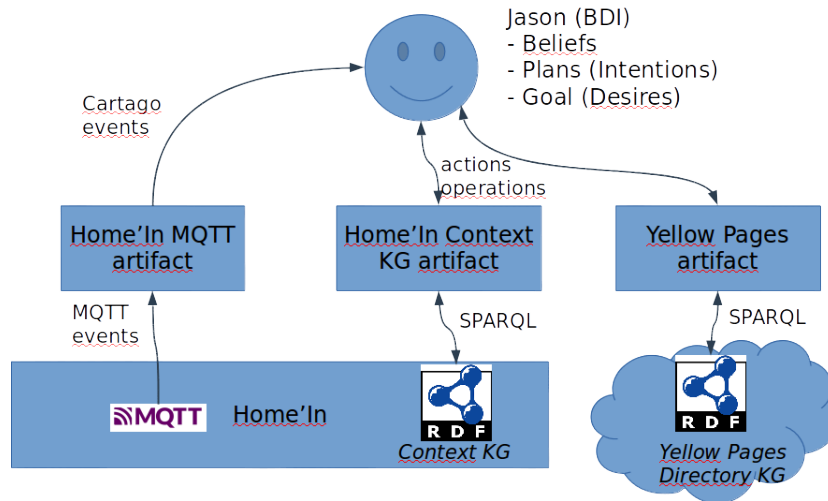 Jason (BDI)
- Beliefs
- Plans (Intentions)
- Goal (Desires)
Cartago
events
actions
operations
Home’In MQTT
artifact
Home’In Context
KG artifact
Yellow Pages
artifact
MQTT
events
SPARQL
SPARQL
MQTT
Home’In
RDF
Context KG
RDF
Yellow Pages
Directory KG